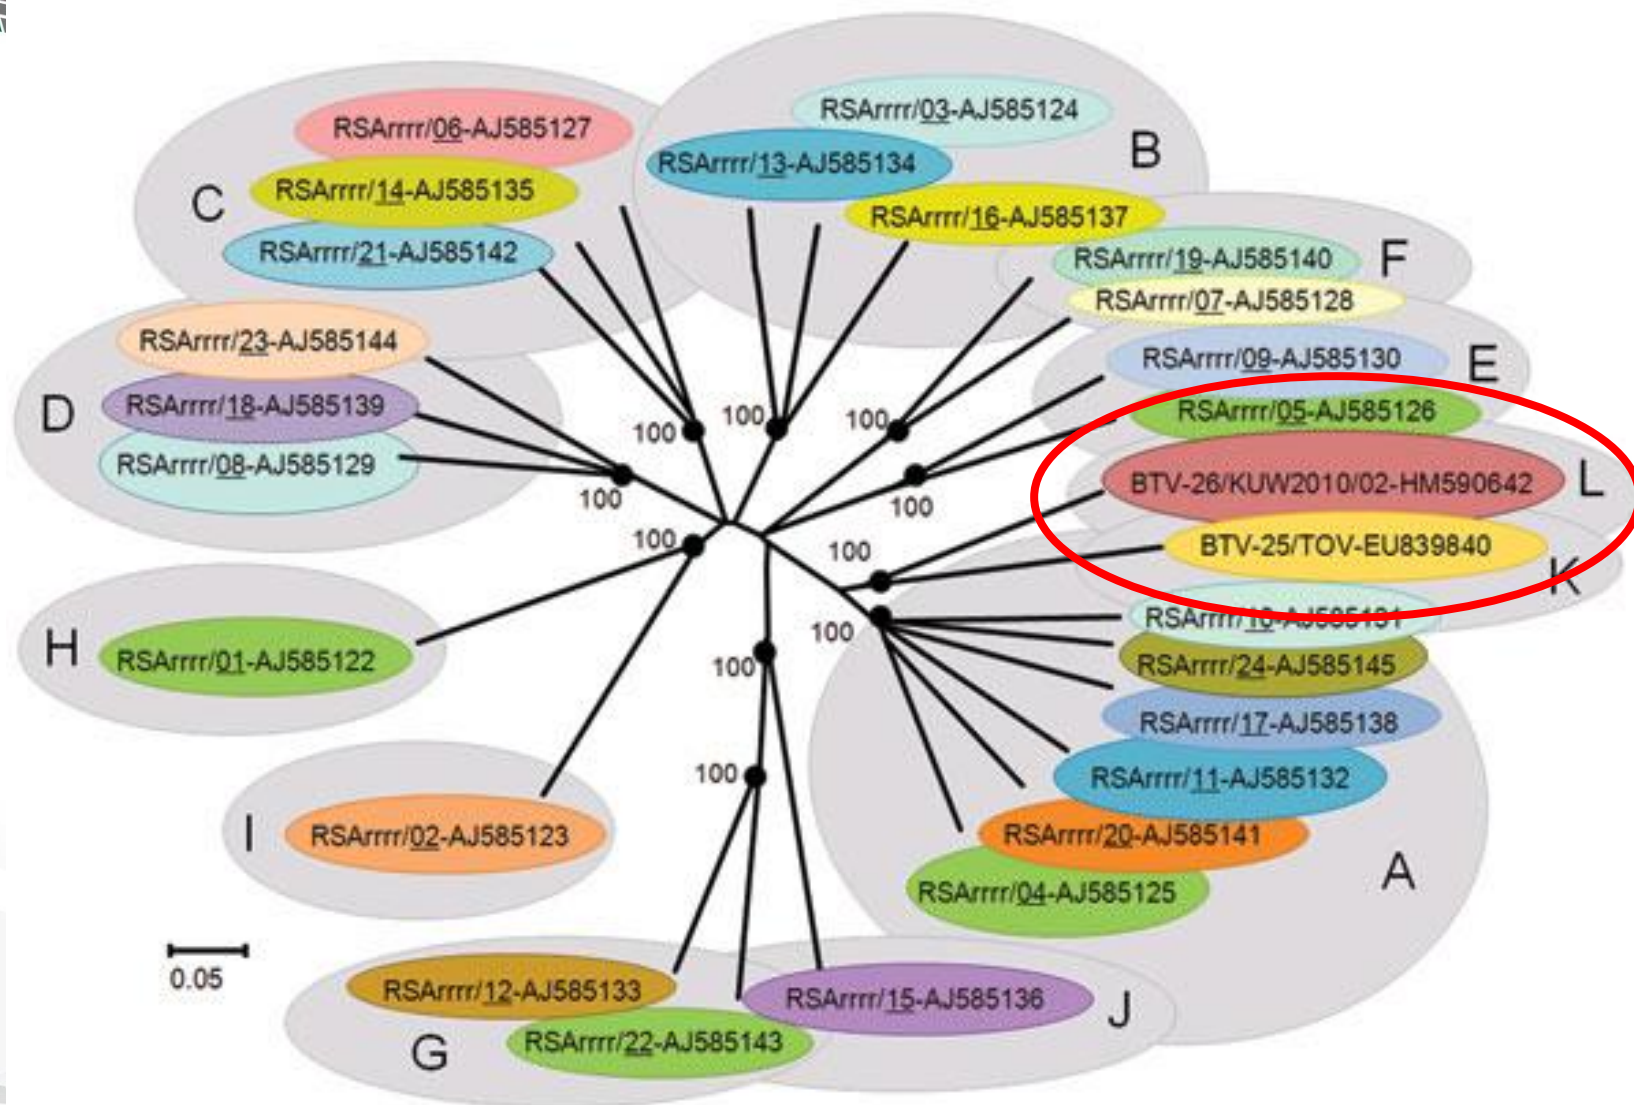 RSArrrr/03-AJ585124
RSArrrr/13-AJ585134
RSArrrr/16-AJ585137
B
RSArrrr/06-AJ585127
RSArrrr/14-AJ585135
RSArrrr/21-AJ585142
C
RSArrrr/19-AJ585140
RSArrrr/07-AJ585128
F
RSArrrr/23-AJ585144
RSArrrr/18-AJ585139
RSArrrr/08-AJ585129
D
RSArrrr/09-AJ585130
RSArrrr/05-AJ585126
E
BTV-26/KUW2010/02-HM590642
L
BTV-25/TOV-EU839840
K
100
100
100
100
100
100
100
100
100
100
H
RSArrrr/01-AJ585122
RSArrrr/10-AJ585131
RSArrrr/24-AJ585145
RSArrrr/17-AJ585138
RSArrrr/11-AJ585132
RSArrrr/20-AJ585141
RSArrrr/04-AJ585125
A
I
RSArrrr/02-AJ585123
0.05
RSArrrr/12-AJ585133
RSArrrr/22-AJ585143
G
RSArrrr/15-AJ585136
J